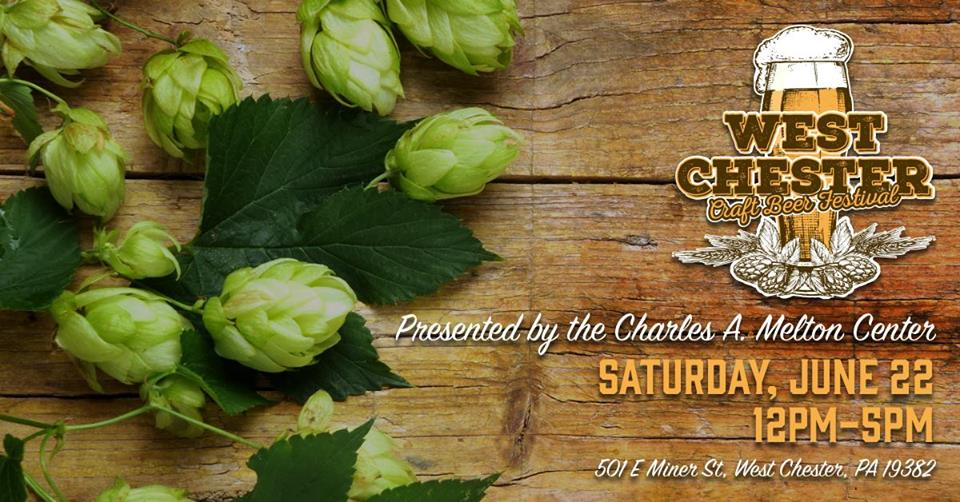 WEST
CHESTER
Craft Beer Festival
Presented by the Charles A. Melton Center
SATURDAY, JUNE 22
12PM-5PM
501 E Miner St, West Chester, PA 19382